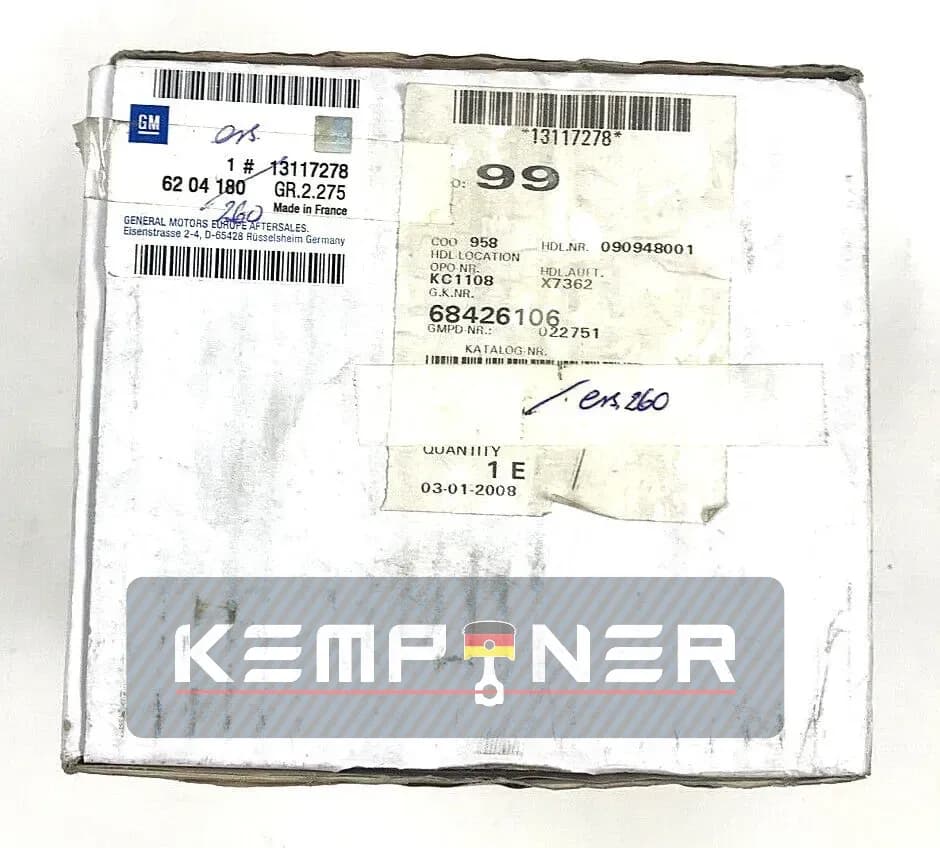 GM
ers.
1 # 13117278
62 04 180 GR.2.275
Made in France
260
GENERAL MOTORS EUROPE AFTERSALES.
Eisenstrasse 2-4, D-65428 Rüsselsheim Germany
*13117278*
O: 99
COO 958 HDL.NR. 090948001
HDL LOCATION
OPO-NR. HDL.AUFT.
KC1108 X7362
G.K.NR.
68426106
GMPD-NR.: 022751
KATALOG-NR.
ers.260
QUANTITY
1 E
03-01-2008
KEMPTNER